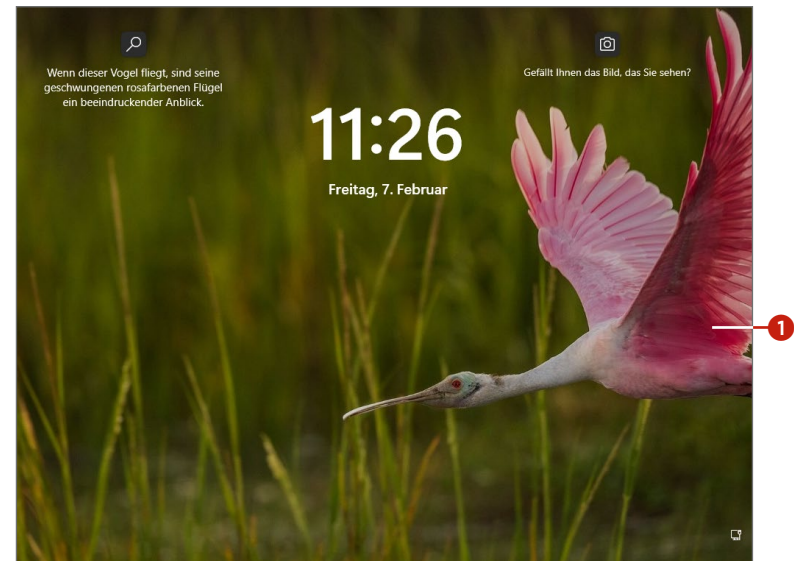 Wenn dieser Vogel fliegt, sind seine
geschwungenen rosafarbenen Flügel
ein beeindruckender Anblick.
Gefällt Ihnen das Bild, das Sie sehen?
11:26
Freitag, 7. Februar
1